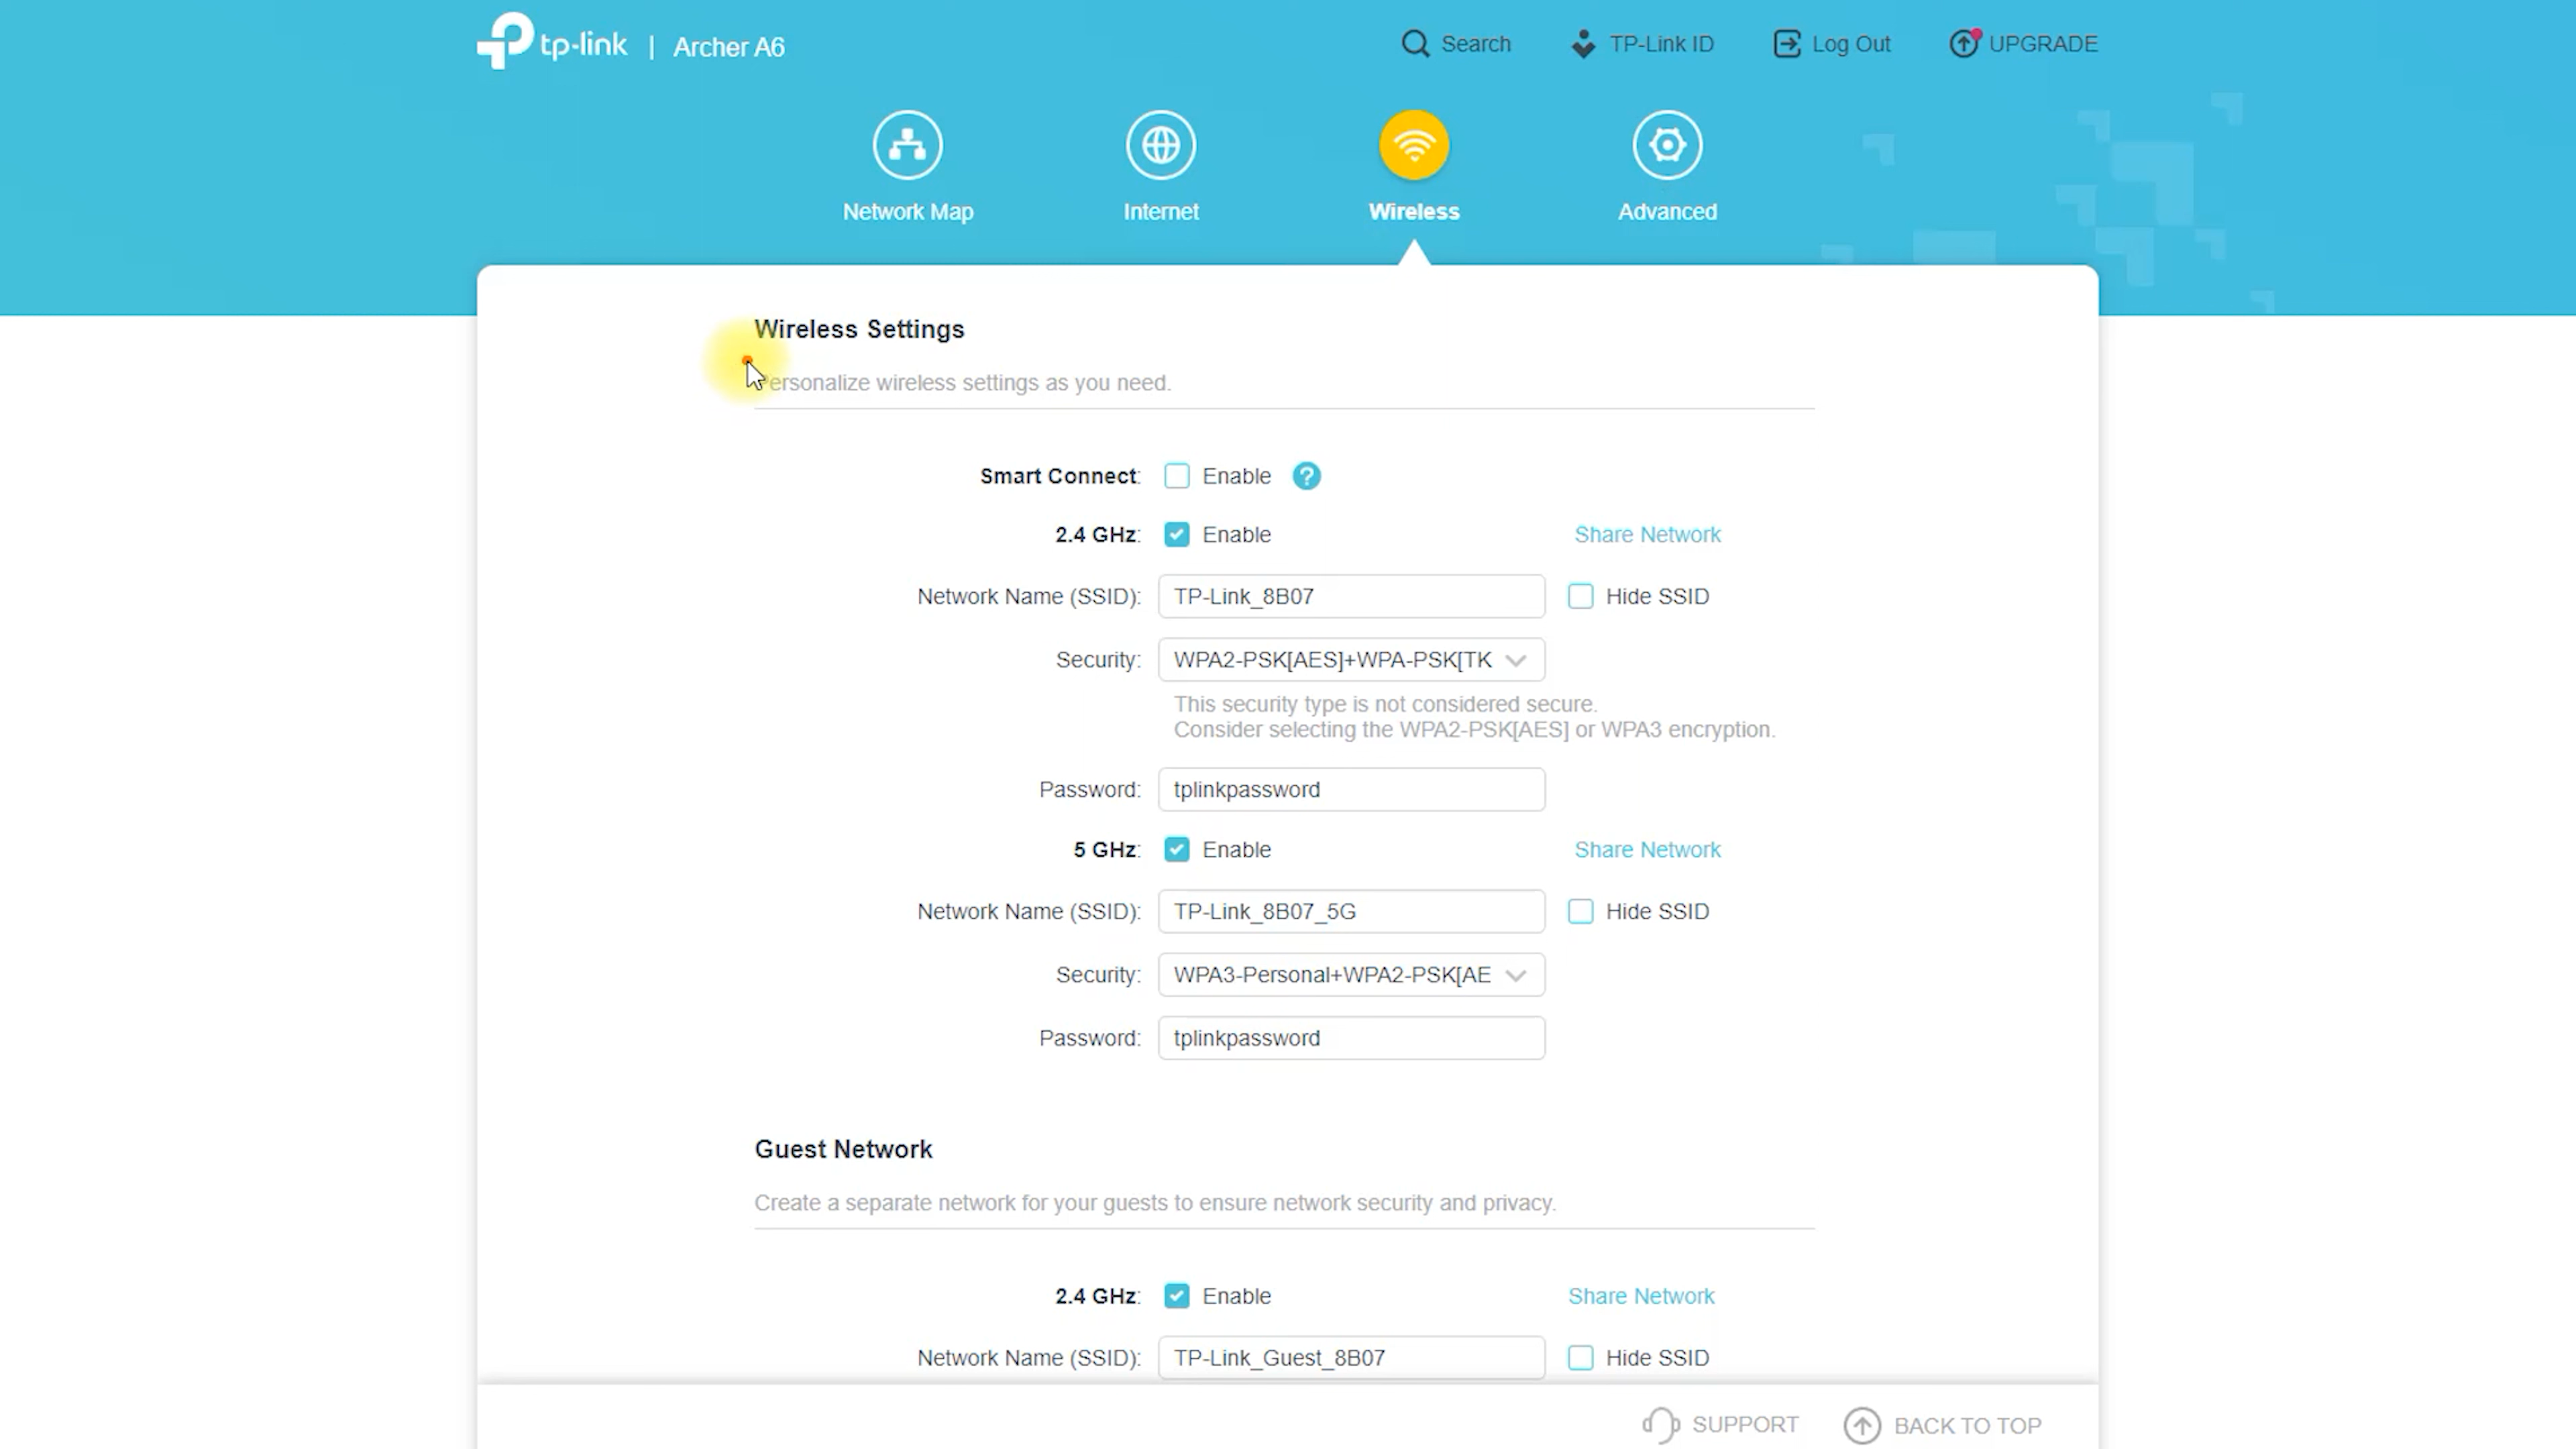 tp-link | Archer A6
Search
TP-Link ID
Log Out
UPGRADE
Network Map
Internet
Wireless
Advanced
Wireless Settings
Personalize wireless settings as you need.
Smart Connect: Enable ?
2.4 GHz: Enable Share Network
Network Name (SSID): TP-Link_8B07 Hide SSID
Security: WPA2-PSK[AES]+WPA-PSK[TK
This security type is not considered secure.
Consider selecting the WPA2-PSK[AES] or WPA3 encryption.
Password: tplinkpassword
5 GHz: Enable Share Network
Network Name (SSID): TP-Link_8B07_5G Hide SSID
Security: WPA3-Personal+WPA2-PSK[AE
Password: tplinkpassword
Guest Network
Create a separate network for your guests to ensure network security and privacy.
2.4 GHz: Enable Share Network
Network Name (SSID): TP-Link_Guest_8B07 Hide SSID
SUPPORT
BACK TO TOP